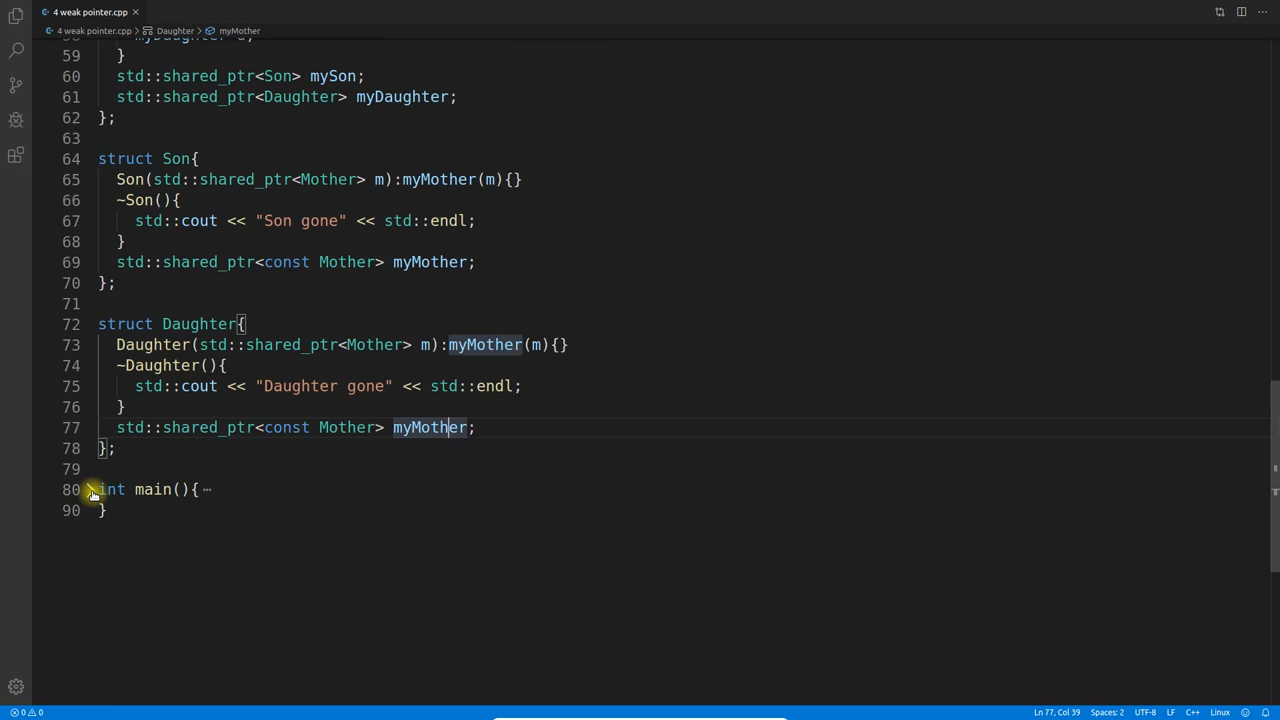 4 weak pointer.cpp
4 weak pointer.cpp > Daughter > myMother
59 }
60 std::shared_ptr<Son> mySon;
61 std::shared_ptr<Daughter> myDaughter;
62 };
63
64 struct Son{
65 Son(std::shared_ptr<Mother> m):myMother(m){}
66 ~Son(){
67 std::cout << "Son gone" << std::endl;
68 }
69 std::shared_ptr<const Mother> myMother;
70 };
71
72 struct Daughter{
73 Daughter(std::shared_ptr<Mother> m):myMother(m){}
74 ~Daughter(){
75 std::cout << "Daughter gone" << std::endl;
76 }
77 std::shared_ptr<const Mother> myMother;
78 };
79
80 int main(){ ⋯
90 }
0 0 Ln 77, Col 39 Spaces: 2 UTF-8 LF C++ Linux